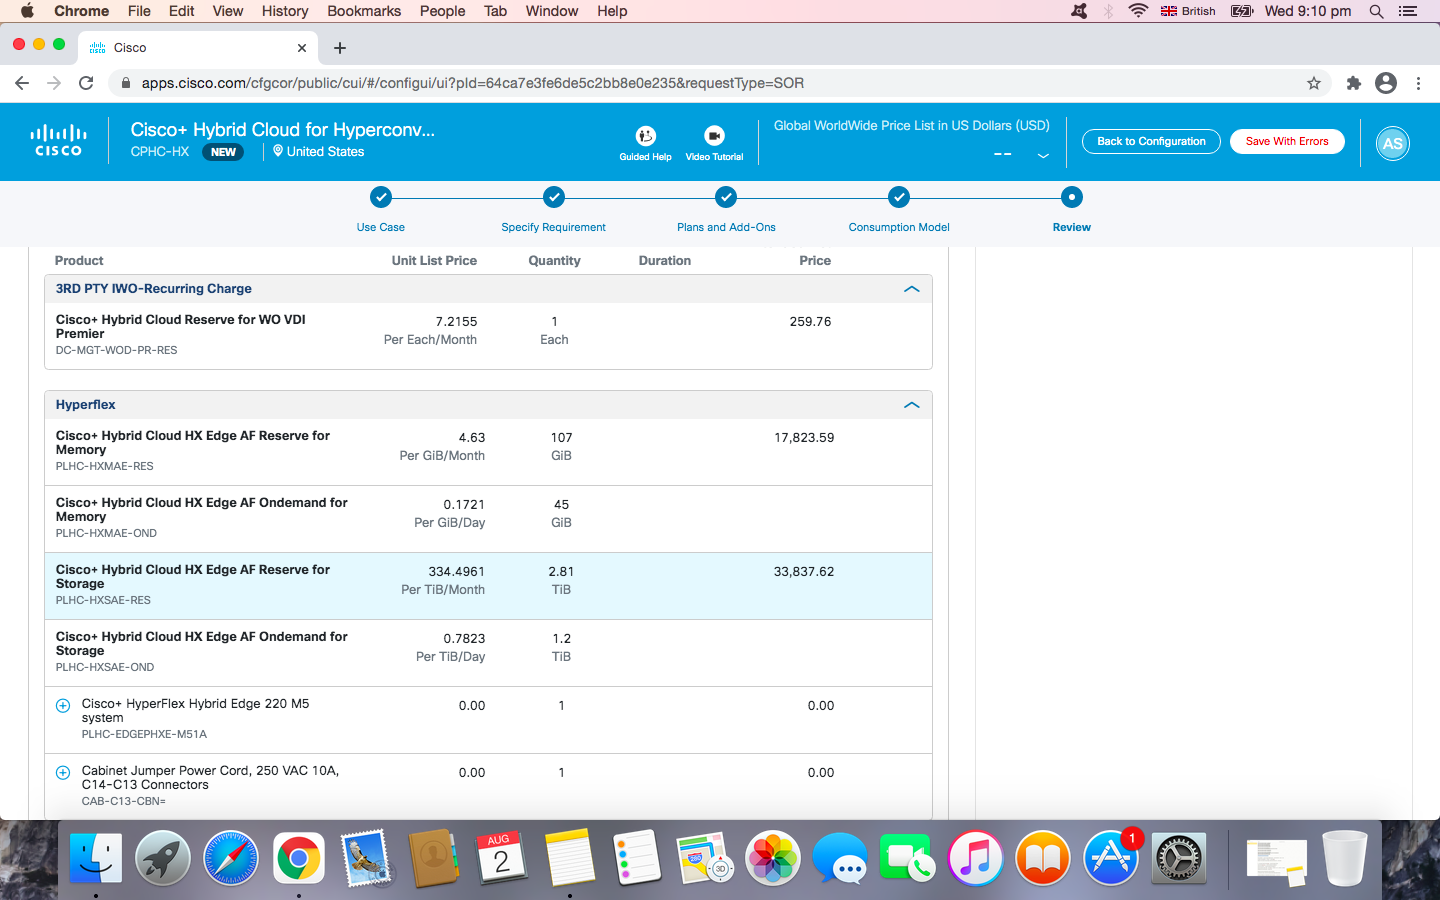 Chrome File Edit View History Bookmarks People Tab Window Help British Wed 9:10 pm
Cisco
apps.cisco.com/cfgcor/public/cui/#/configui/ui?pId=64ca7e3fe6de5c2bb8e0e235&requestType=SOR
CISCO
Cisco+ Hybrid Cloud for Hyperconv...
CPHC-HX NEW United States
Guided Help Video Tutorial
Global WorldWide Price List in US Dollars (USD)
--
Back to Configuration Save With Errors AS
Use Case Specify Requirement Plans and Add-Ons Consumption Model Review
Product Unit List Price Quantity Duration Price
3RD PTY IWO-Recurring Charge
Cisco+ Hybrid Cloud Reserve for WO VDI 7.2155 1 259.76
Premier Per Each/Month Each
DC-MGT-WOD-PR-RES
Hyperflex
Cisco+ Hybrid Cloud HX Edge AF Reserve for 4.63 107 17,823.59
Memory Per GiB/Month GiB
PLHC-HXMAE-RES
Cisco+ Hybrid Cloud HX Edge AF Ondemand for 0.1721 45
Memory Per GiB/Day GiB
PLHC-HXMAE-OND
Cisco+ Hybrid Cloud HX Edge AF Reserve for 334.4961 2.81 33,837.62
Storage Per TiB/Month TiB
PLHC-HXSAE-RES
Cisco+ Hybrid Cloud HX Edge AF Ondemand for 0.7823 1.2
Storage Per TiB/Day TiB
PLHC-HXSAE-OND
Cisco+ HyperFlex Hybrid Edge 220 M5 0.00 1 0.00
system
PLHC-EDGEPHXE-M51A
Cabinet Jumper Power Cord, 250 VAC 10A, 0.00 1 0.00
C14-C13 Connectors
CAB-C13-CBN=
AUG
2
280
3D
1